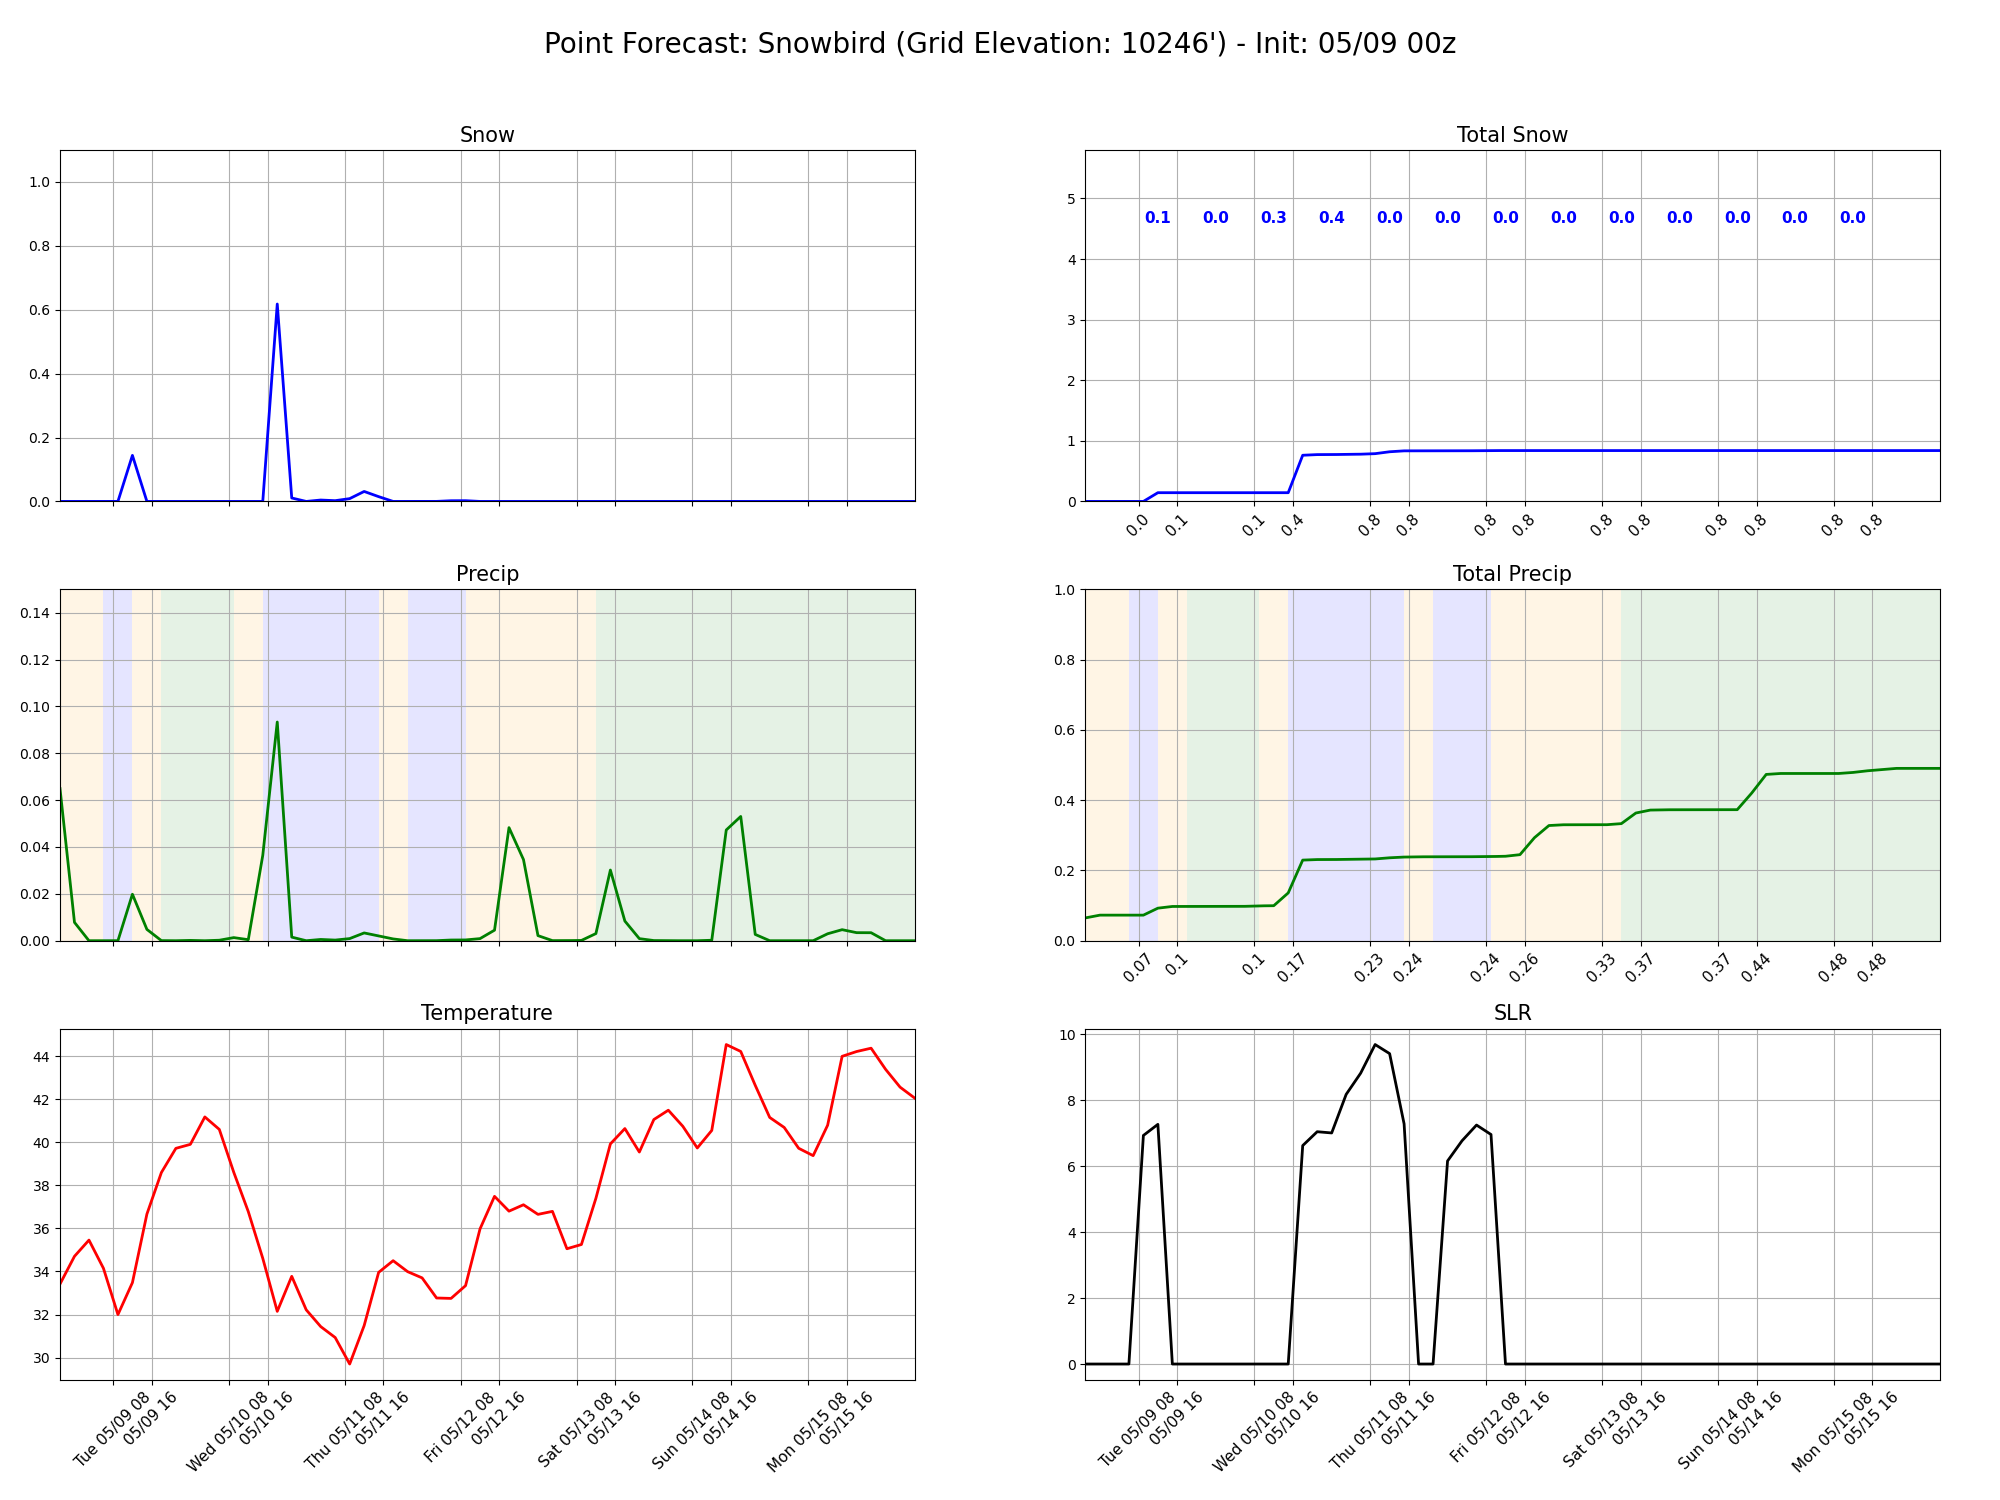 Point Forecast: Snowbird (Grid Elevation: 10246') - Init: 05/09 00z
Snow
1.0
0.8
0.6
0.4
0.2
0.0
Total Snow
5
4
3
2
1
0
0.1 0.0 0.3 0.4 0.0 0.0 0.0 0.0 0.0 0.0 0.0 0.0 0.0
0.0 0.1 0.1 0.4 0.8 0.8 0.8 0.8 0.8 0.8 0.8 0.8 0.8 0.8
Precip
0.14
0.12
0.10
0.08
0.06
0.04
0.02
0.00
Total Precip
1.0
0.8
0.6
0.4
0.2
0.0
0.07 0.1 0.1 0.17 0.23 0.24 0.24 0.26 0.33 0.37 0.37 0.44 0.48 0.48
Temperature
44
42
40
38
36
34
32
30
Tue 05/09 08
05/09 16
Wed 05/10 08
05/10 16
Thu 05/11 08
05/11 16
Fri 05/12 08
05/12 16
Sat 05/13 08
05/13 16
Sun 05/14 08
05/14 16
Mon 05/15 08
05/15 16
SLR
10
8
6
4
2
0
Tue 05/09 08
05/09 16
Wed 05/10 08
05/10 16
Thu 05/11 08
05/11 16
Fri 05/12 08
05/12 16
Sat 05/13 08
05/13 16
Sun 05/14 08
05/14 16
Mon 05/15 08
05/15 16